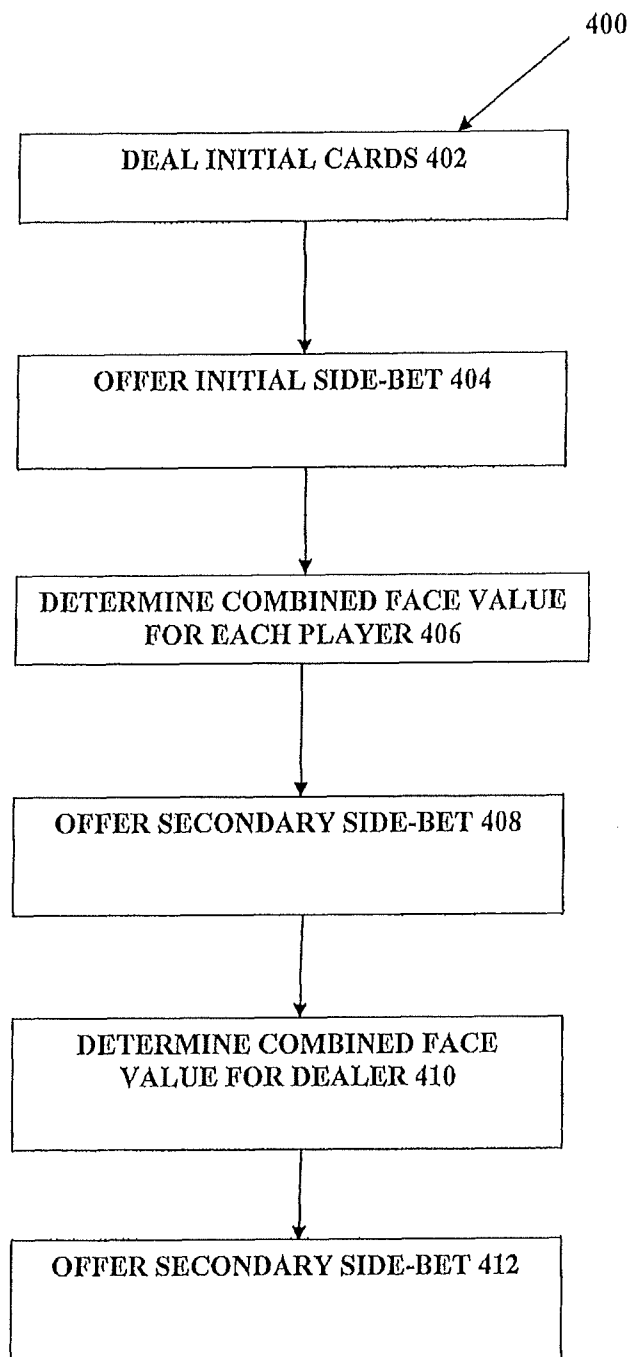 400
DEAL INITIAL CARDS 402
OFFER INITIAL SIDE-BET 404
DETERMINE COMBINED FACE VALUE
FOR EACH PLAYER 406
OFFER SECONDARY SIDE-BET 408
DETERMINE COMBINED FACE
VALUE FOR DEALER 410
OFFER SECONDARY SIDE-BET 412